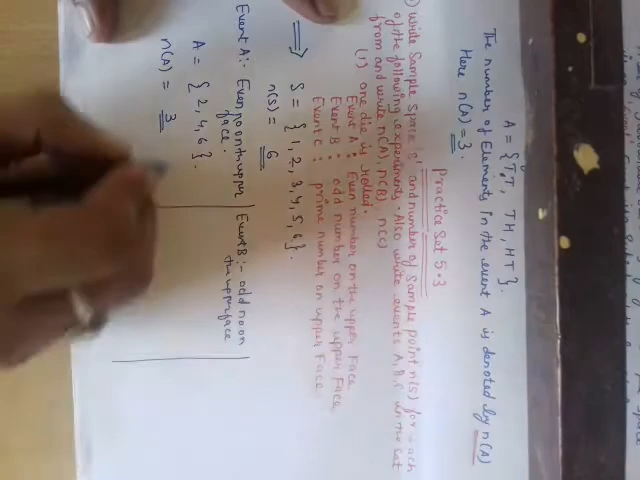 A = {TT, TH, HT }.
The number of Elements in the event A is denoted by n(A)
Here n(A)=3.
Practice Set 5.3
write Sample Space 's' and number of Sample point n(s) for each
of the following experiments. Also write events A, B, c in the Set
from and write n(A), n(B), n(c)
(1) one die is rolled.
Event A : Even number on the upper Face
Event B : odd number on the upper Face
Event c : prime number on upper Face.
⟹ S = { 1, 2, 3, 4, 5, 6 }.
n(S) = 6
Event A :- Even no on the upper
face.
A = { 2, 4, 6 }.
n(A) = 3
Event B :- odd no on
the upper face